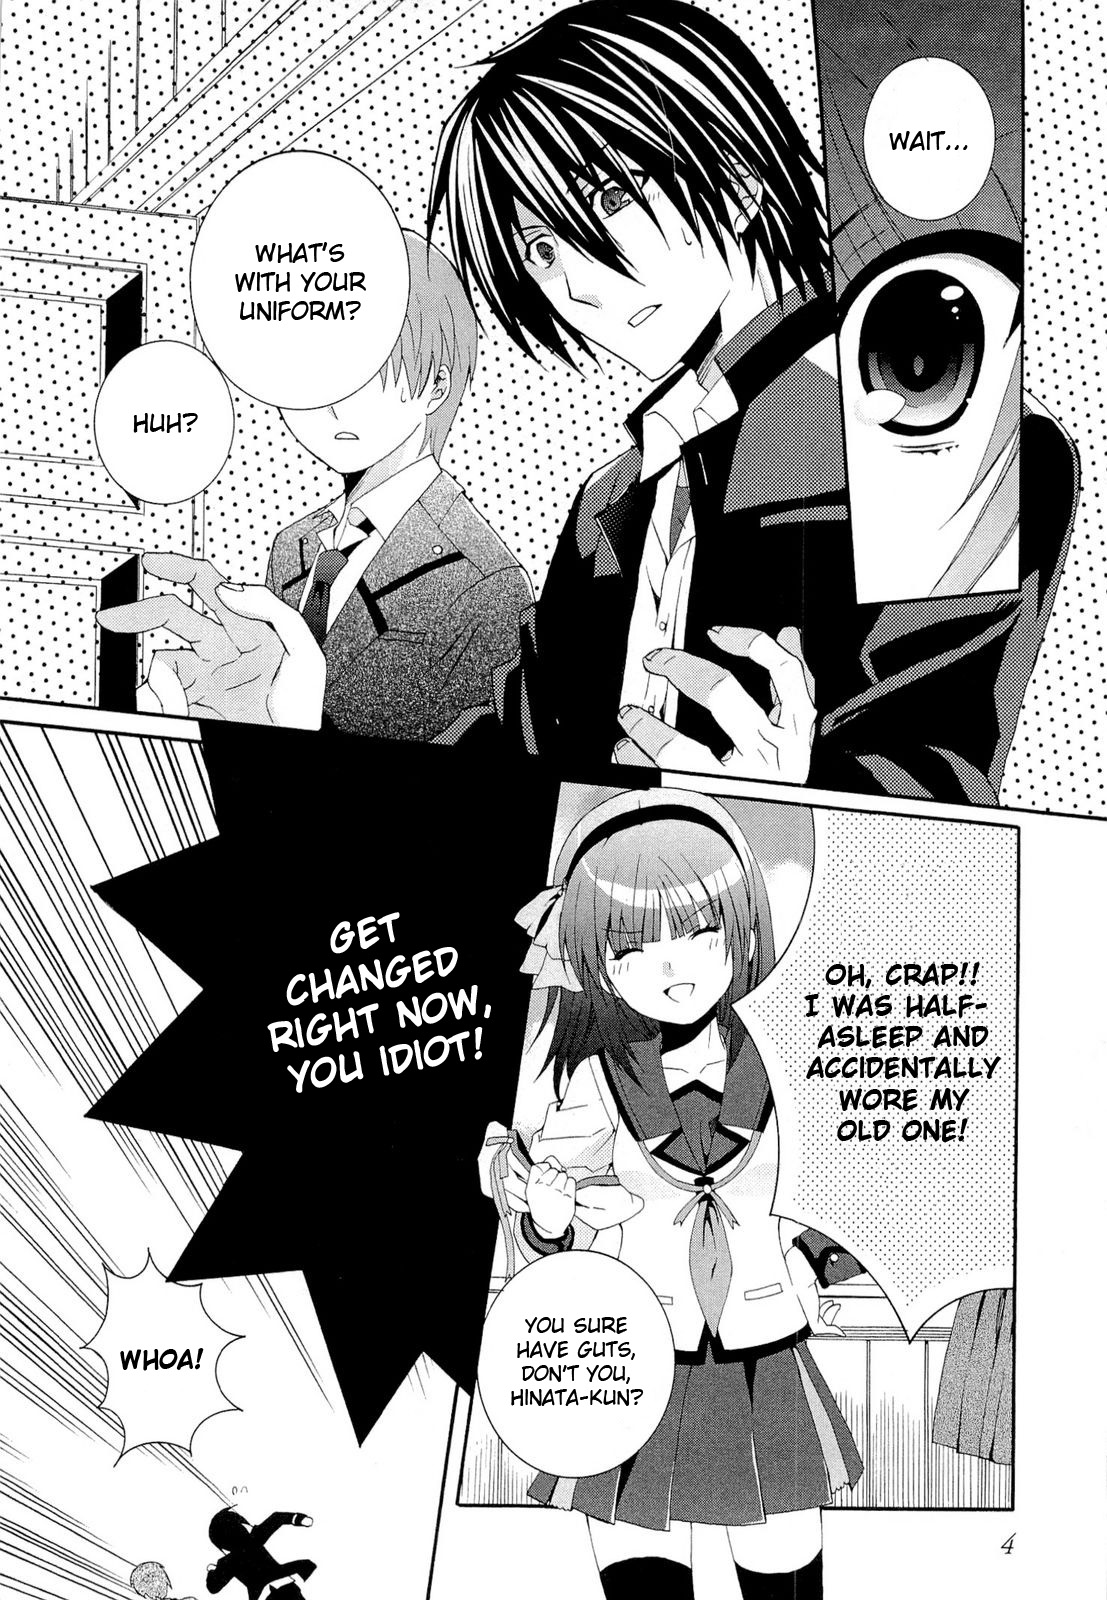 WAIT...
WHAT'S
WITH YOUR
UNIFORM?
HUH?
OH, CRAP!!
I WAS HALF-
ASLEEP AND
ACCIDENTALLY
WORE MY
OLD ONE!
YOU SURE
HAVE GUTS,
DON'T YOU,
HINATA-KUN?
GET
CHANGED
RIGHT NOW,
YOU IDIOT!
WHOA!
4